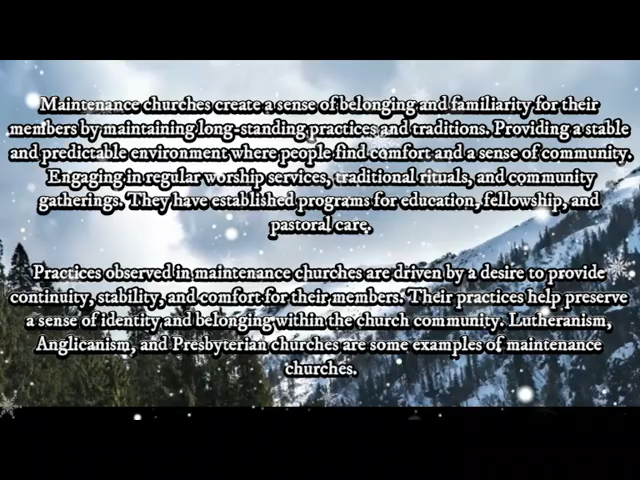 Maintenance churches create a sense of belonging and familiarity for their
members by maintaining long-standing practices and traditions. Providing a stable
and predictable environment where people find comfort and a sense of community.
Engaging in regular worship services, traditional rituals, and community
gatherings. They have established programs for education, fellowship, and
pastoral care.
Practices observed in maintenance churches are driven by a desire to provide
continuity, stability, and comfort for their members. Their practices help preserve
a sense of identity and belonging within the church community. Lutheranism,
Anglicanism, and Presbyterian churches are some examples of maintenance
churches.